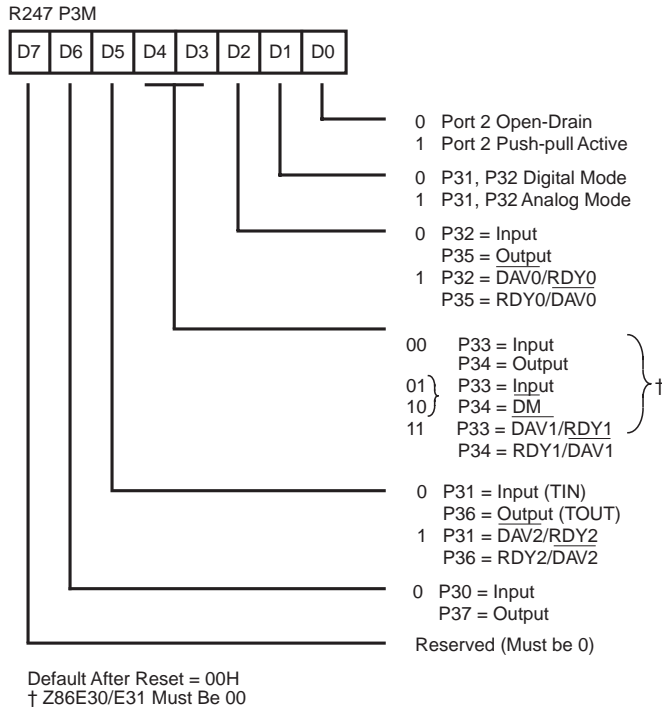 R247 P3M
D7 D6 D5 D4 D3 D2 D1 D0
0 Port 2 Open-Drain
1 Port 2 Push-pull Active
0 P31, P32 Digital Mode
1 P31, P32 Analog Mode
0 P32 = Input
P35 = Output
1 P32 = DAV0/RDY0
P35 = RDY0/DAV0
00 P33 = Input
P34 = Output
01 P33 = Input
10 P34 = DM
11 P33 = DAV1/RDY1
P34 = RDY1/DAV1
†
0 P31 = Input (TIN)
P36 = Output (TOUT)
1 P31 = DAV2/RDY2
P36 = RDY2/DAV2
0 P30 = Input
P37 = Output
Reserved (Must be 0)
Default After Reset = 00H
† Z86E30/E31 Must Be 00